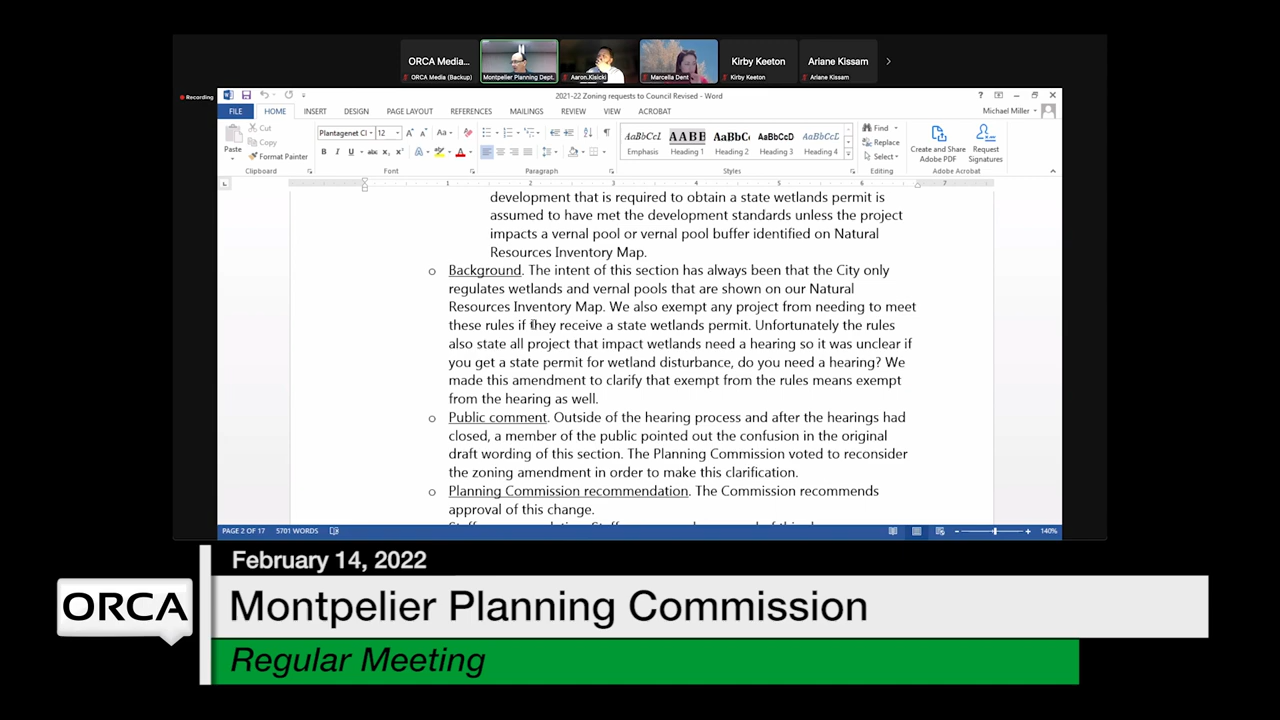 ORCA Media...
Kirby Keeton
Ariane Kissam
ORCA Media (Backup)
Montpelier Planning Dept.
Aaron.Kisicki
Marcella Dent
Kirby Keeton
Ariane Kissam
Recording
2021-22 Zoning requests to Council Revised - Word
FILE
HOME
INSERT
DESIGN
PAGE LAYOUT
REFERENCES
MAILINGS
REVIEW
VIEW
ACROBAT
Michael Miller
Paste
Cut
Copy
Format Painter
Clipboard
Plantagenet Cl
12
Font
Paragraph
AaBbCcI
Emphasis
AABB
Heading 1
AaBbCc
Heading 2
AaBbCcD
Heading 3
AaBbCcL
Heading 4
Styles
Find
Replace
Select
Editing
Create and Share
Adobe PDF
Request
Signatures
Adobe Acrobat
1 2 3 4 5 6 7
development that is required to obtain a state wetlands permit is
assumed to have met the development standards unless the project
impacts a vernal pool or vernal pool buffer identified on Natural
Resources Inventory Map.
o Background. The intent of this section has always been that the City only
regulates wetlands and vernal pools that are shown on our Natural
Resources Inventory Map. We also exempt any project from needing to meet
these rules if they receive a state wetlands permit. Unfortunately the rules
also state all project that impact wetlands need a hearing so it was unclear if
you get a state permit for wetland disturbance, do you need a hearing? We
made this amendment to clarify that exempt from the rules means exempt
from the hearing as well.
o Public comment. Outside of the hearing process and after the hearings had
closed, a member of the public pointed out the confusion in the original
draft wording of this section. The Planning Commission voted to reconsider
the zoning amendment in order to make this clarification.
o Planning Commission recommendation. The Commission recommends
approval of this change.
PAGE 2 OF 17
5701 WORDS
140%
February 14, 2022
ORCA
Montpelier Planning Commission
Regular Meeting